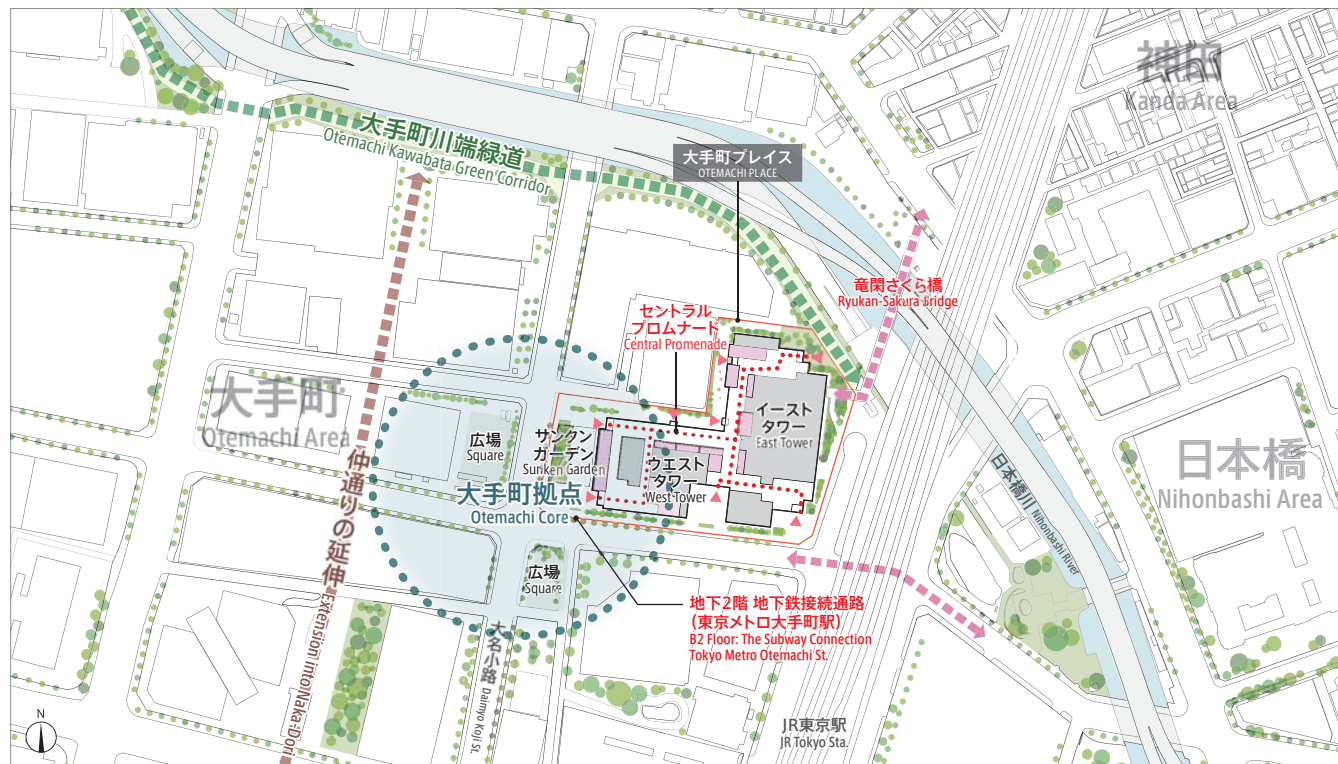 神田
Kanda Area
大手町川端緑道
Otemachi Kawabata Green Corridor
大手町プレイス
OTEMACHI PLACE
竜閑さくら橋
Ryukan-Sakura Bridge
セントラル
プロムナード
Central Promenade
大手町
Otemachi Area
広場
Square
サンクン
ガーデン
Sunken Garden
ウエスト
タワー
West Tower
イースト
タワー
East Tower
日本橋
Nihonbashi Area
日本橋川 Nihonbashi River
大手町拠点
Otemachi Core
仲通りの延伸 Extension into Naka-Dori
広場
Square
地下2階 地下鉄接続通路
(東京メトロ大手町駅)
B2 Floor: The Subway Connection
Tokyo Metro Otemachi St.
大名小路 Daimyo Koji St.
JR東京駅
JR Tokyo Sta.
N